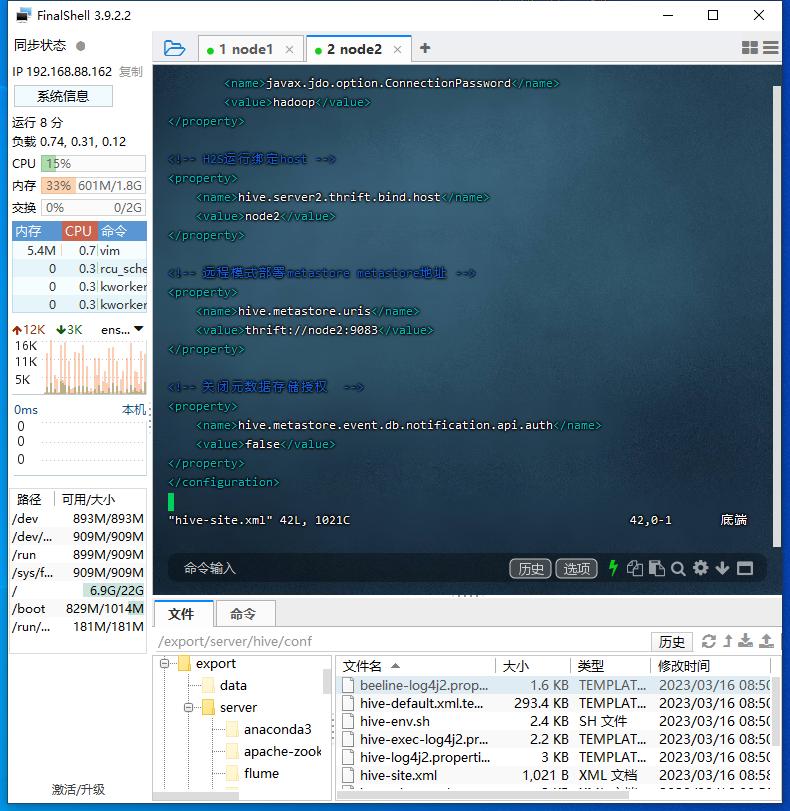 FinalShell 3.9.2.2
同步状态
IP 192.168.88.162 复制
系统信息
运行 8 分
负载 0.74, 0.31, 0.12
CPU 15%
内存 33% 601M/1.8G
交换 0% 0/2G
内存 CPU 命令
5.4M 0.7 vim
0 0.3 rcu_sche
0 0.3 kworker
0 0.3 kworker
12K 3K ens...
16K
11K
5K
0ms 本机
0
0
0
路径 可用/大小
/dev 893M/893M
/dev/... 909M/909M
/run 899M/909M
/sys/f... 909M/909M
/ 6.9G/22G
/boot 829M/1014M
/run/... 181M/181M
激活/升级
1 node1
2 node2
<name>javax.jdo.option.ConnectionPassword</name>
<value>hadoop</value>
</property>
<!-- H2S运行绑定host -->
<property>
<name>hive.server2.thrift.bind.host</name>
<value>node2</value>
</property>
<!-- 远程模式部署metastore metastore地址 -->
<property>
<name>hive.metastore.uris</name>
<value>thrift://node2:9083</value>
</property>
<!-- 关闭元数据存储授权  -->
<property>
<name>hive.metastore.event.db.notification.api.auth</name>
<value>false</value>
</property>
</configuration>
"hive-site.xml" 42L, 1021C 42,0-1 底端
命令输入 历史 选项
文件 命令
/export/server/hive/conf 历史
export
data
server
anaconda3
apache-zook
flume
文件名 大小 类型 修改时间
beeline-log4j2.prop... 1.6 KB TEMPLAT... 2023/03/16 08:50
hive-default.xml.te... 293.4 KB TEMPLAT... 2023/03/16 08:50
hive-env.sh 2.4 KB SH 文件 2023/03/16 08:50
hive-exec-log4j2.pr... 2.2 KB TEMPLAT... 2023/03/16 08:50
hive-log4j2.properti... 3 KB TEMPLAT... 2023/03/16 08:50
hive-site.xml 1,021 B XML 文档 2023/03/16 08:58